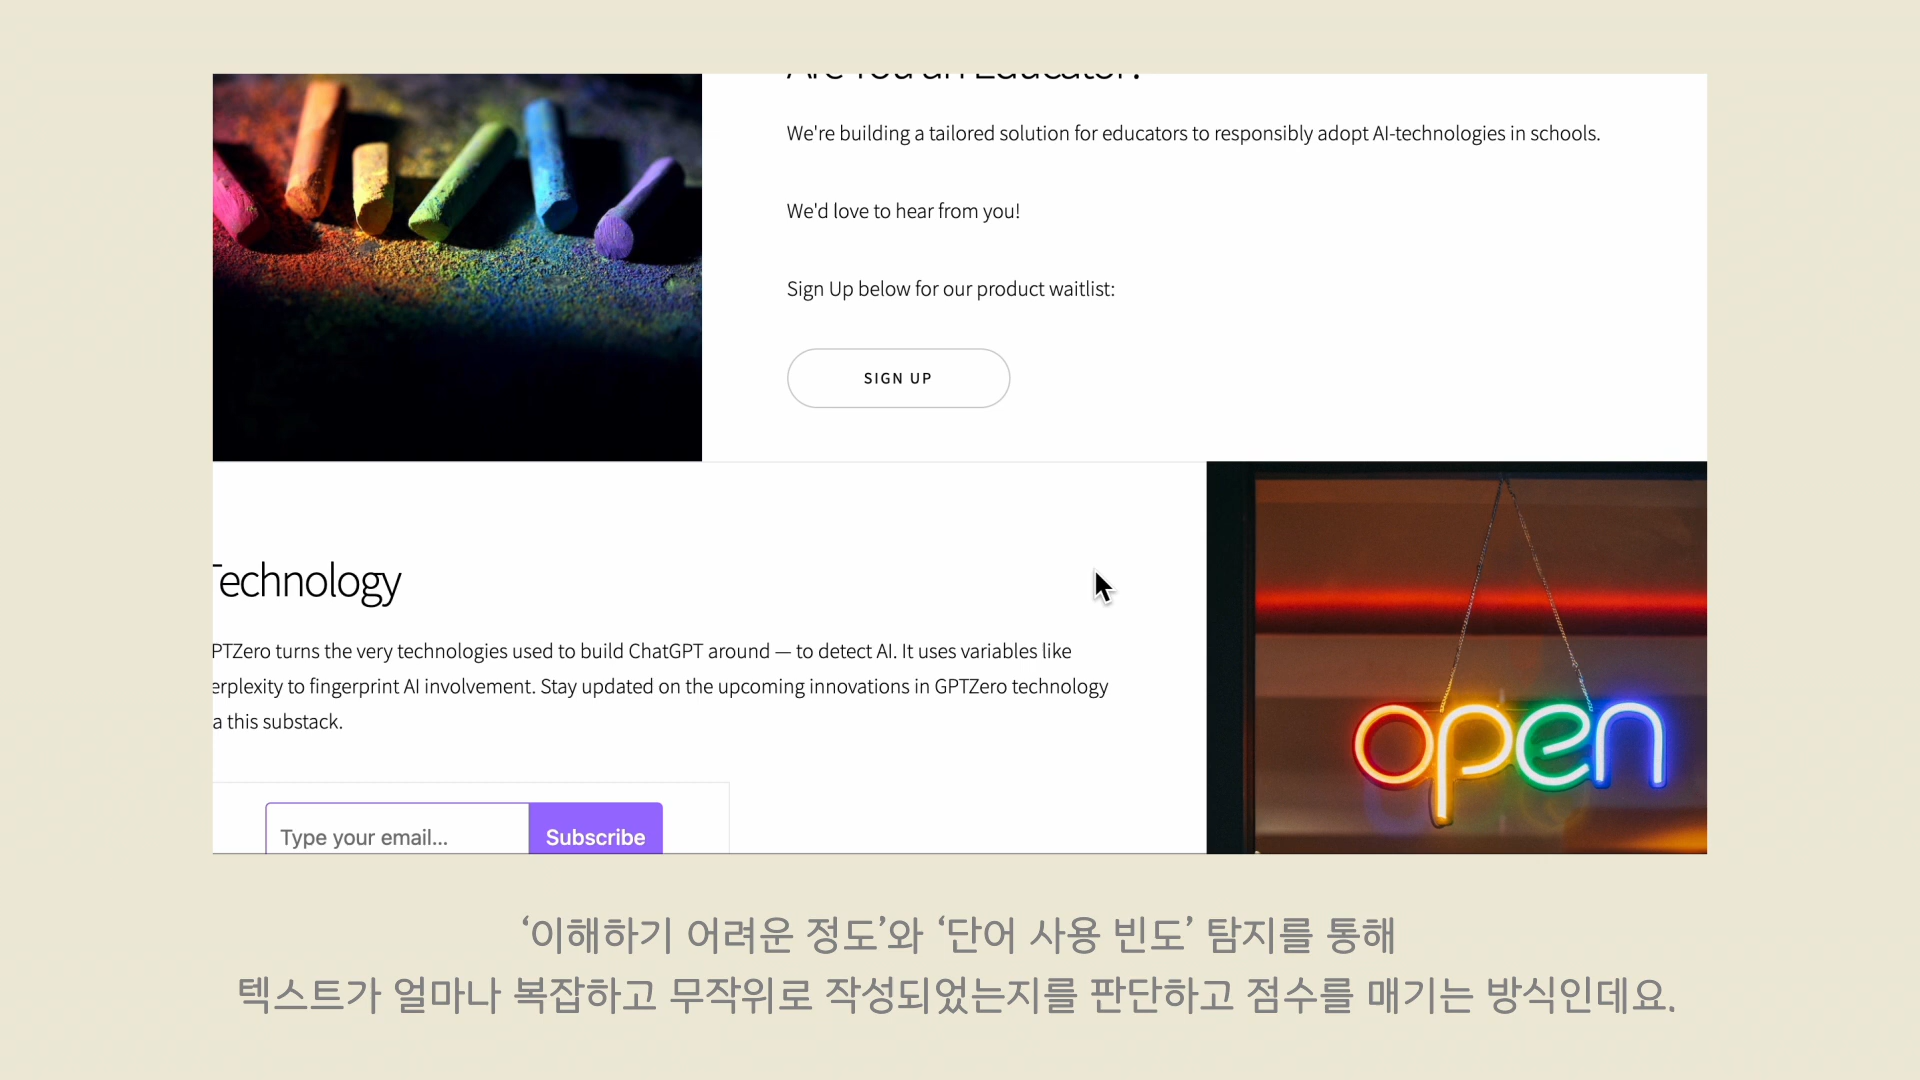 Are You an Educator?
We're building a tailored solution for educators to responsibly adopt AI-technologies in schools.
We'd love to hear from you!
Sign Up below for our product waitlist:
SIGN UP
Technology
PTZero turns the very technologies used to build ChatGPT around — to detect AI. It uses variables like
erplexity to fingerprint AI involvement. Stay updated on the upcoming innovations in GPTZero technology
a this substack.
open
Type your email...
Subscribe
‘이해하기 어려운 정도’와 ‘단어 사용 빈도’ 탐지를 통해
텍스트가 얼마나 복잡하고 무작위로 작성되었는지를 판단하고 점수를 매기는 방식인데요.